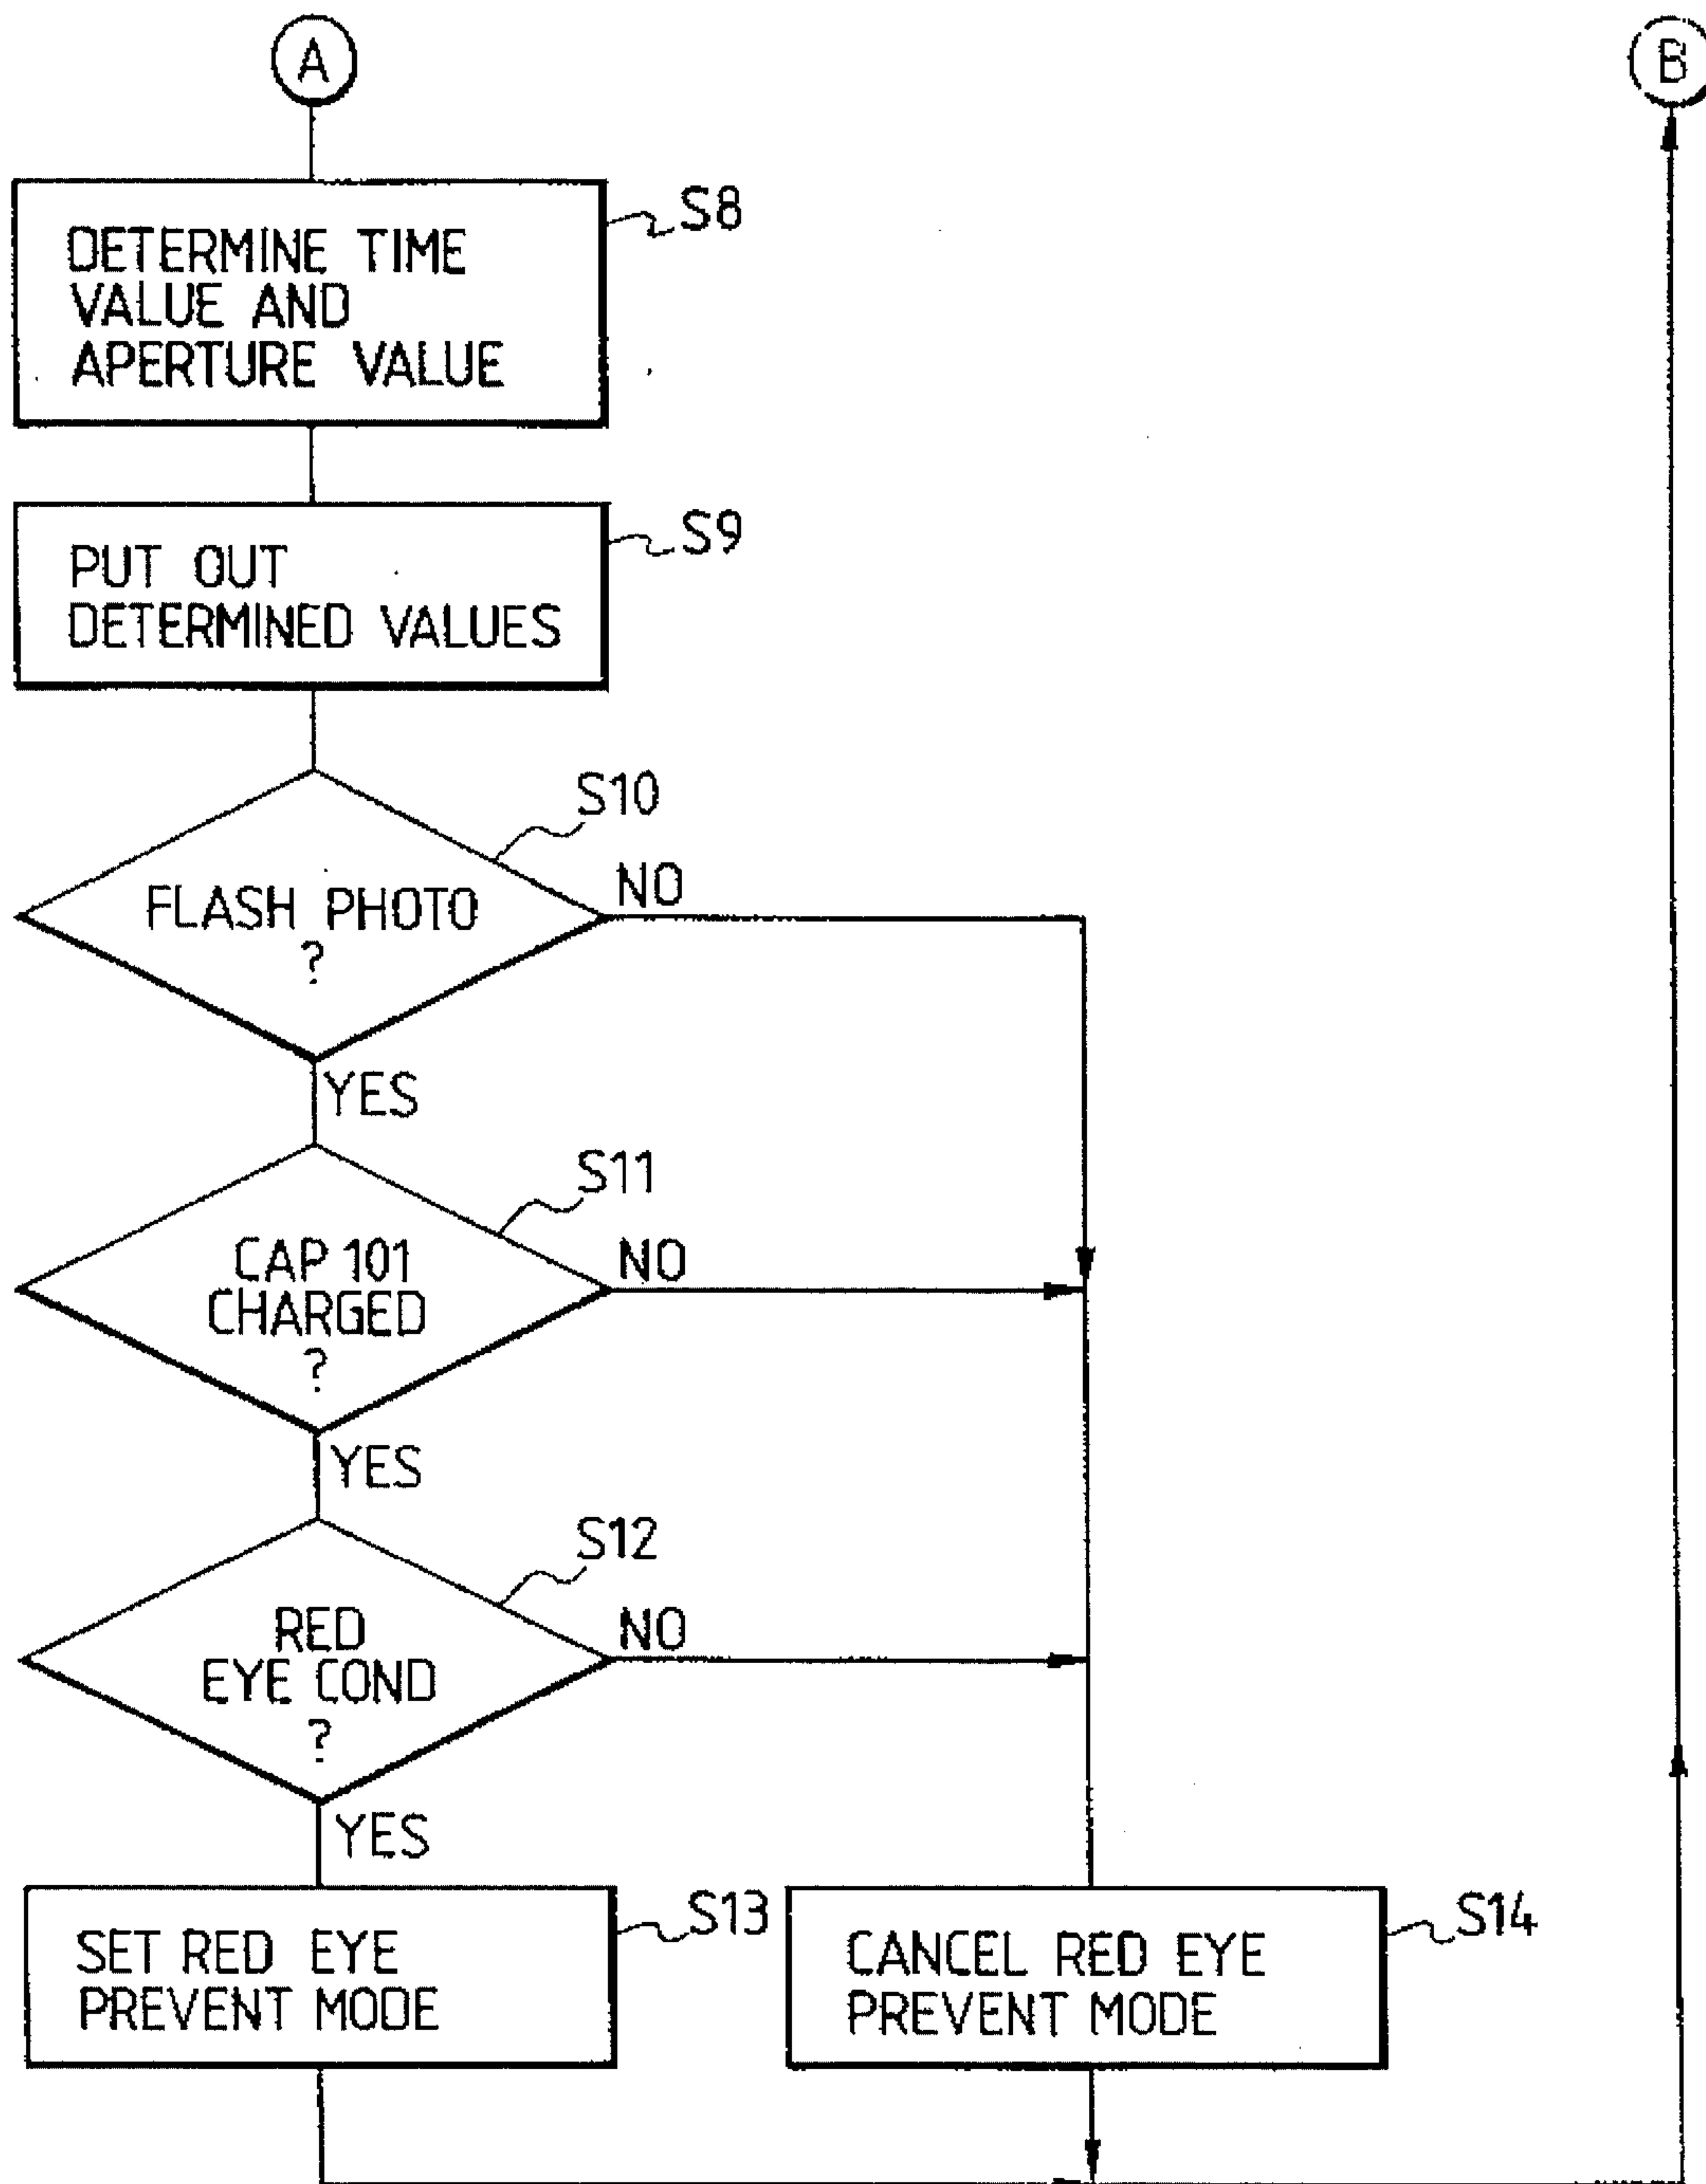 A
B
S8
DETERMINE TIME
VALUE AND
APERTURE VALUE
S9
PUT OUT
DETERMINED VALUES
S10
FLASH PHOTO
?
NO
YES
S11
CAP 101
CHARGED
?
NO
YES
S12
RED
EYE COND
?
NO
YES
S13
SET RED EYE
PREVENT MODE
S14
CANCEL RED EYE
PREVENT MODE